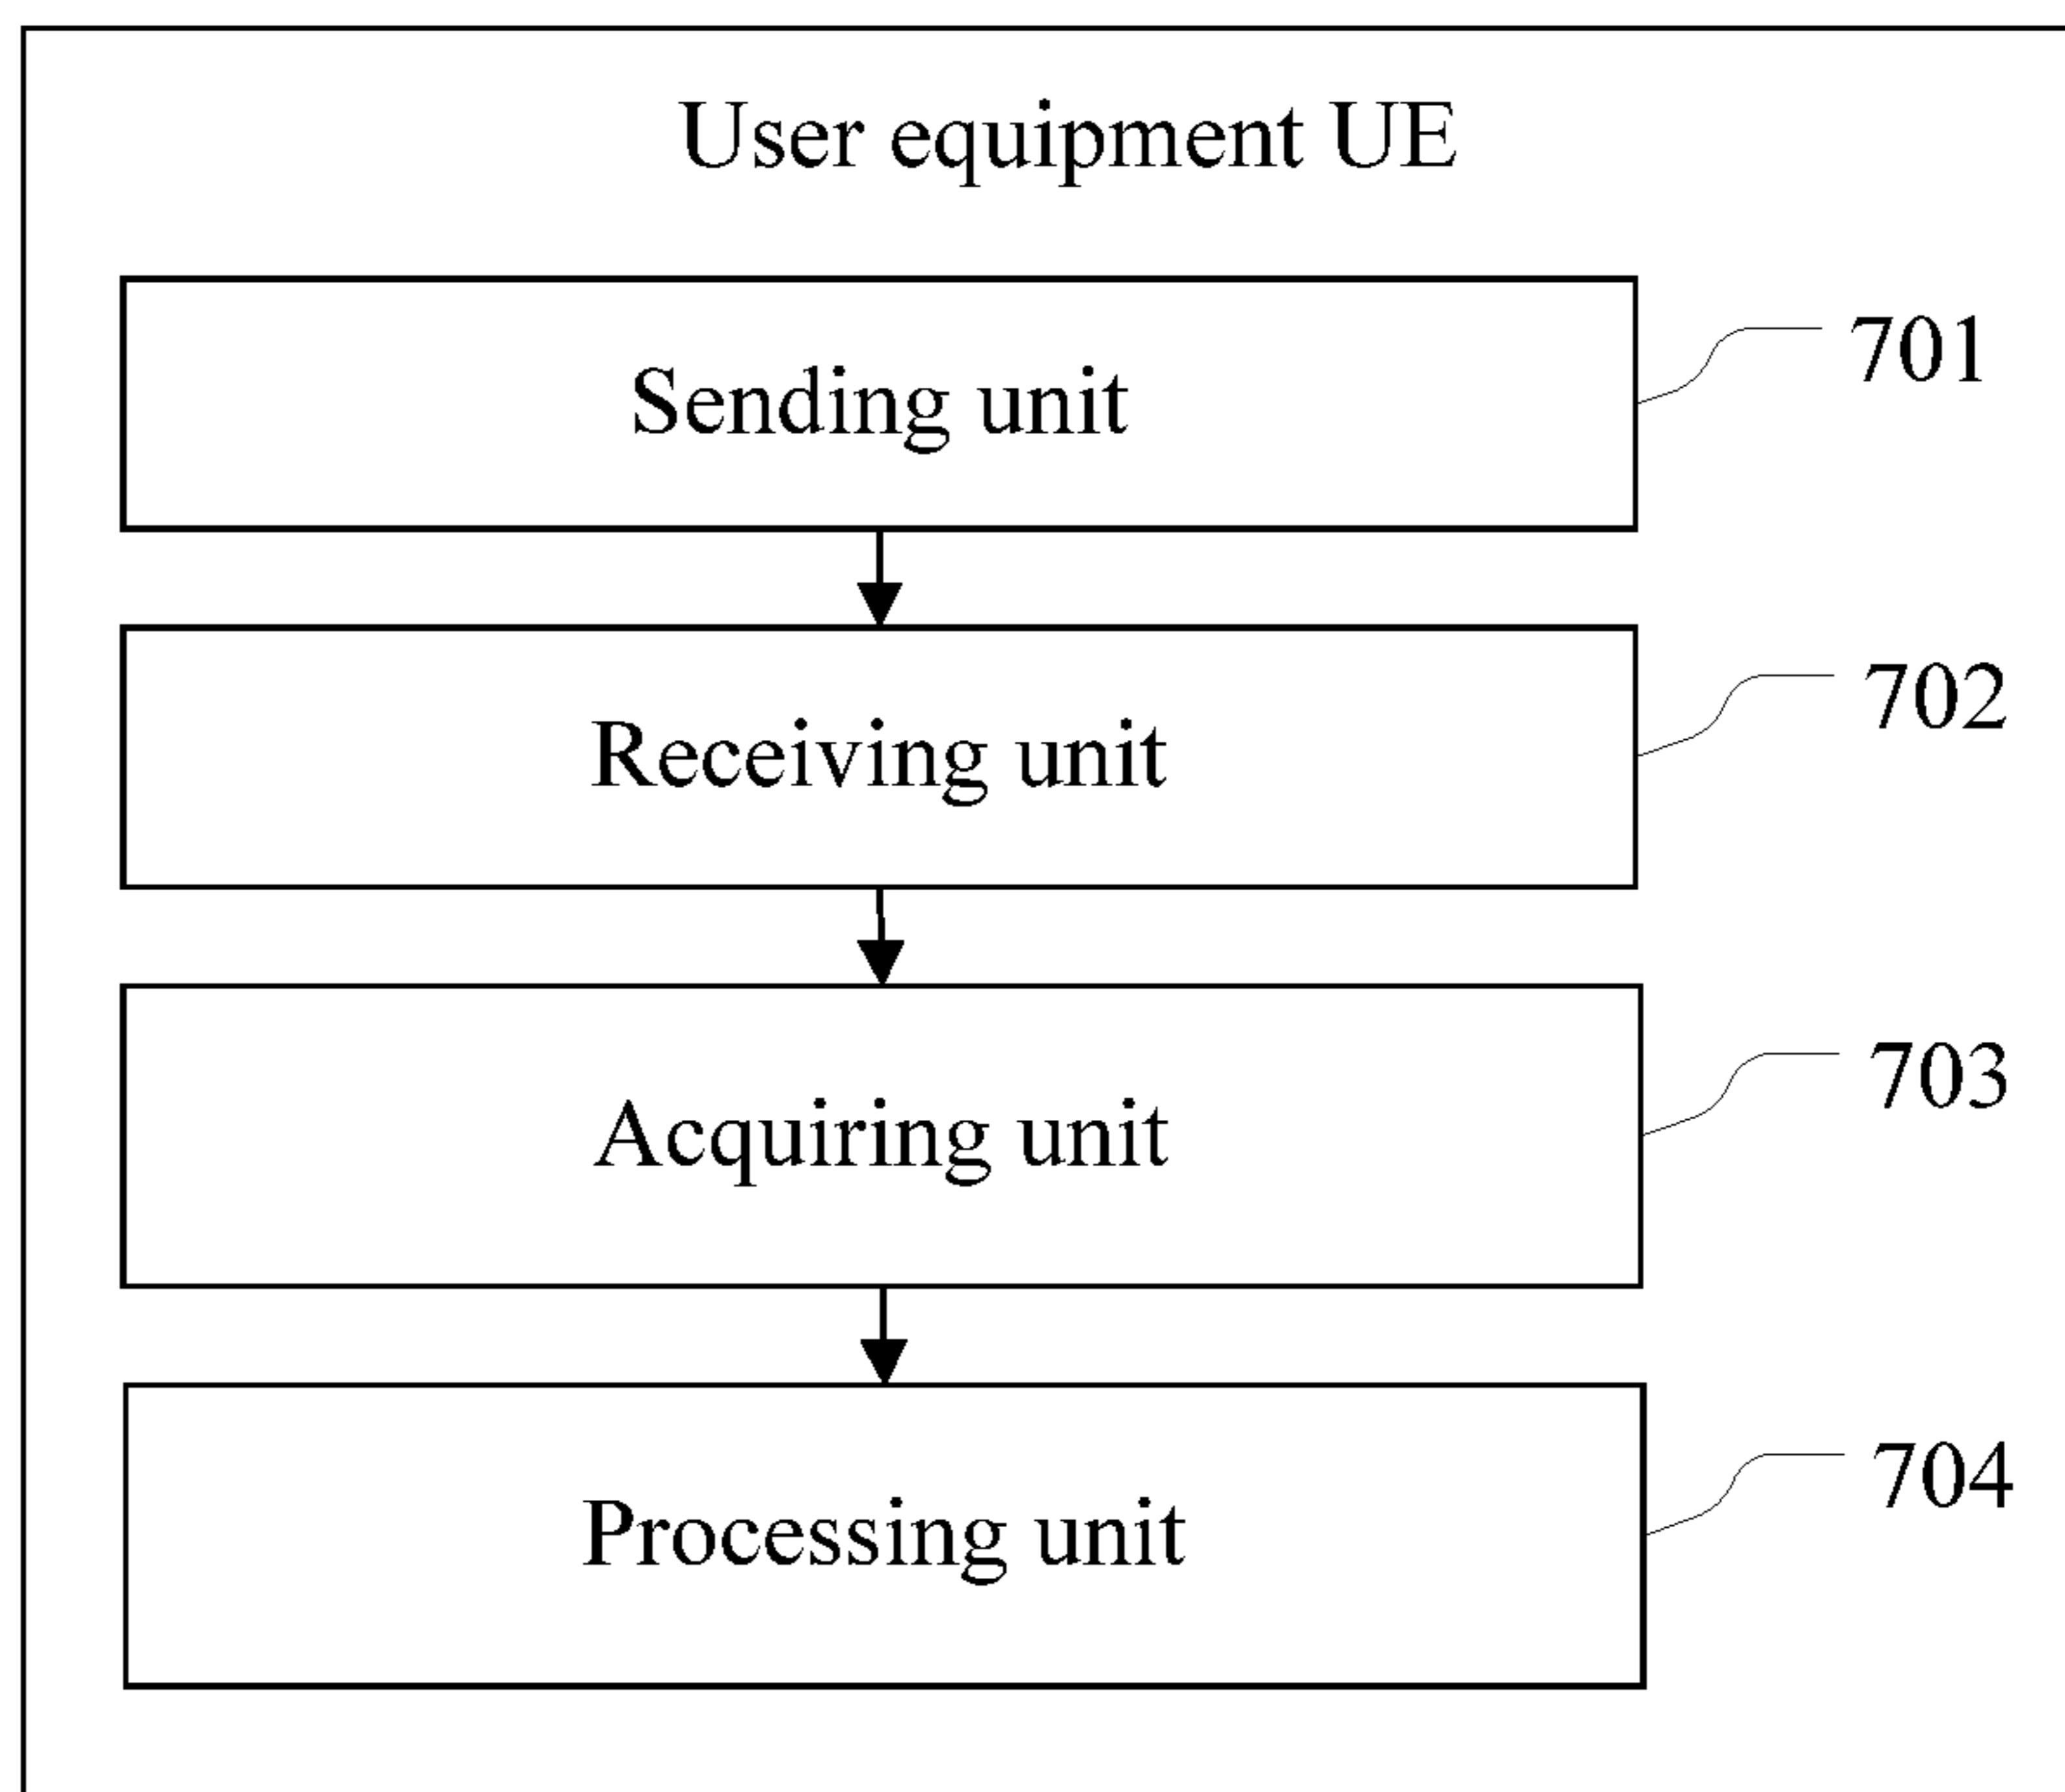 User equipment UE
Sending unit
701
Receiving unit
702
Acquiring unit
703
Processing unit
704